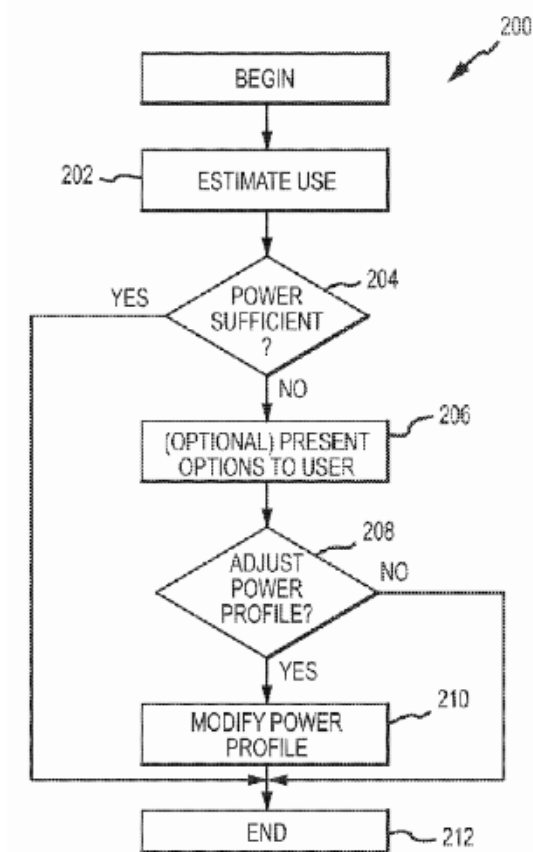 200
BEGIN
202
ESTIMATE USE
204
YES
POWER
SUFFICIENT
?
NO
206
(OPTIONAL) PRESENT
OPTIONS TO USER
208
ADJUST
POWER
PROFILE?
NO
YES
210
MODIFY POWER
PROFILE
END
212